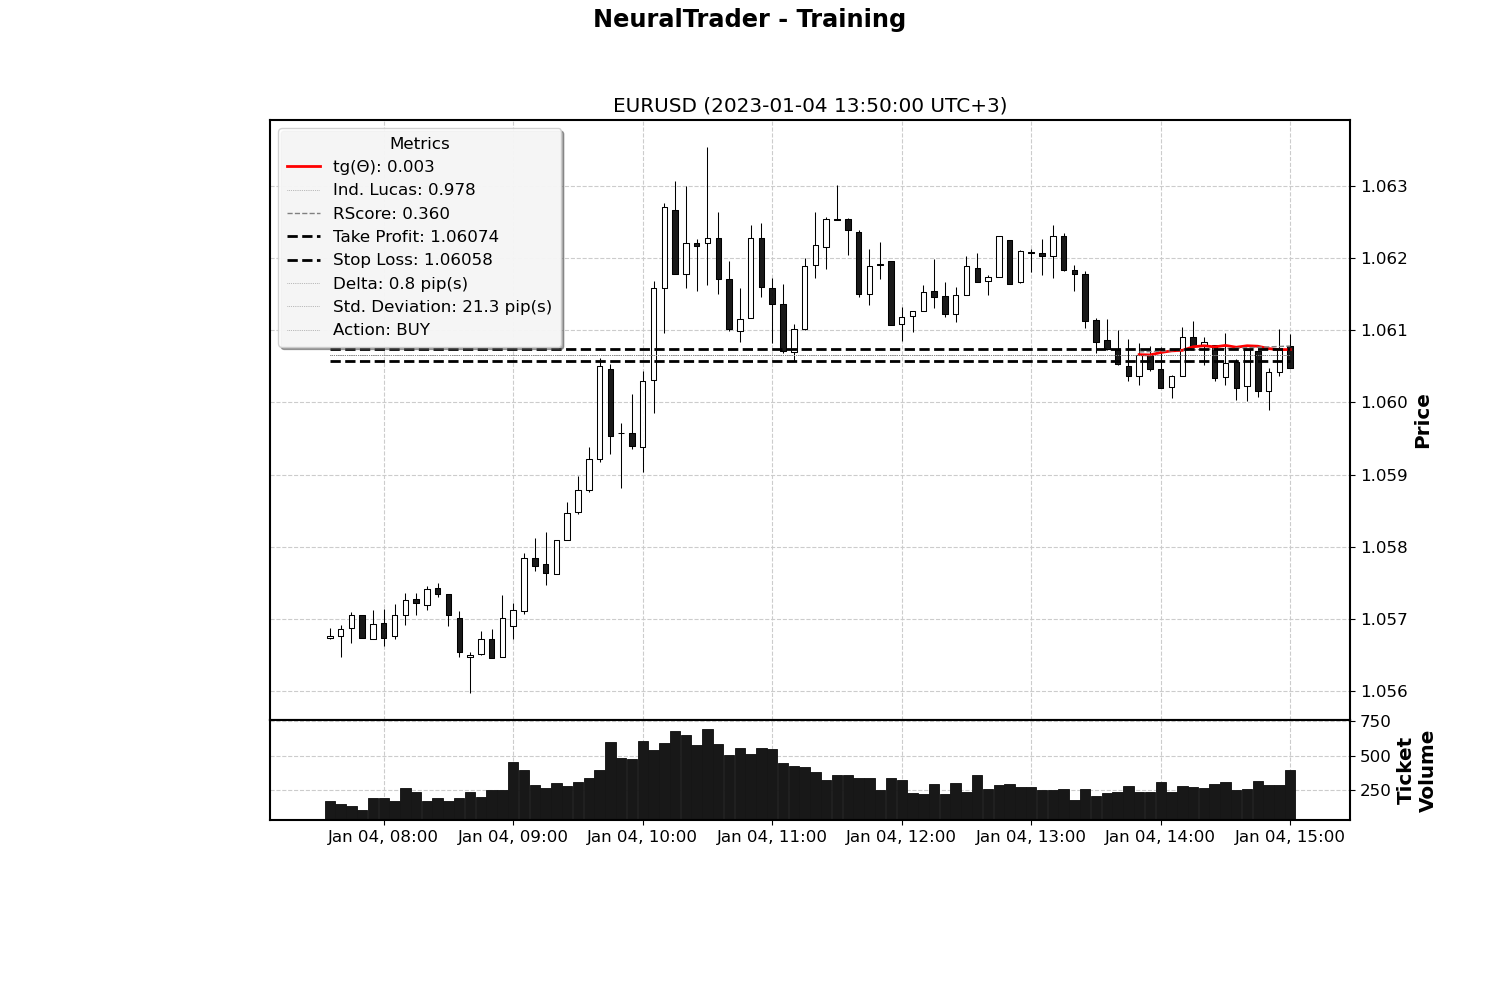 NeuralTrader - Training
EURUSD (2023-01-04 13:50:00 UTC+3)
Metrics
tg(Θ): 0.003
Ind. Lucas: 0.978
RScore: 0.360
Take Profit: 1.06074
Stop Loss: 1.06058
Delta: 0.8 pip(s)
Std. Deviation: 21.3 pip(s)
Action: BUY
1.063
1.062
1.061
1.060
1.059
1.058
1.057
1.056
Price
750
500
250
Ticket
Volume
Jan 04, 08:00 Jan 04, 09:00 Jan 04, 10:00 Jan 04, 11:00 Jan 04, 12:00 Jan 04, 13:00 Jan 04, 14:00 Jan 04, 15:00